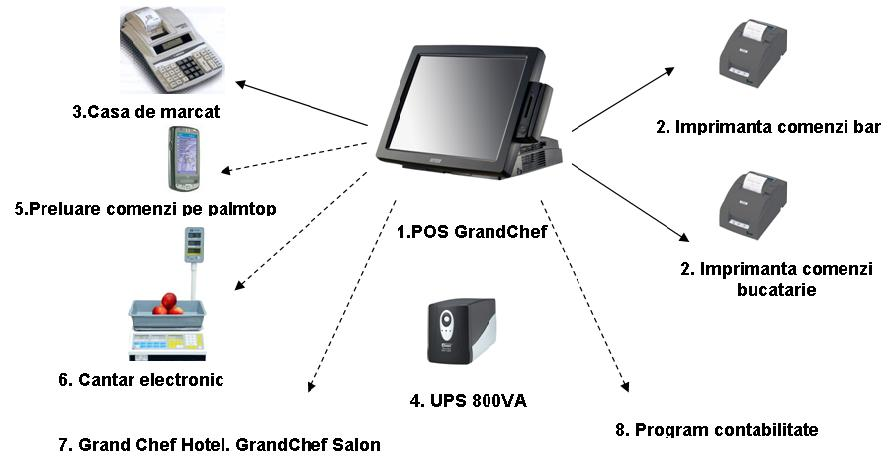 3.Casa de marcat
2. Imprimanta comenzi bar
5.Preluare comenzi pe palmtop
1.POS GrandChef
2. Imprimanta comenzi
bucatarie
6. Cantar electronic
4. UPS 800VA
7. Grand Chef Hotel. GrandChef Salon
8. Program contabilitate